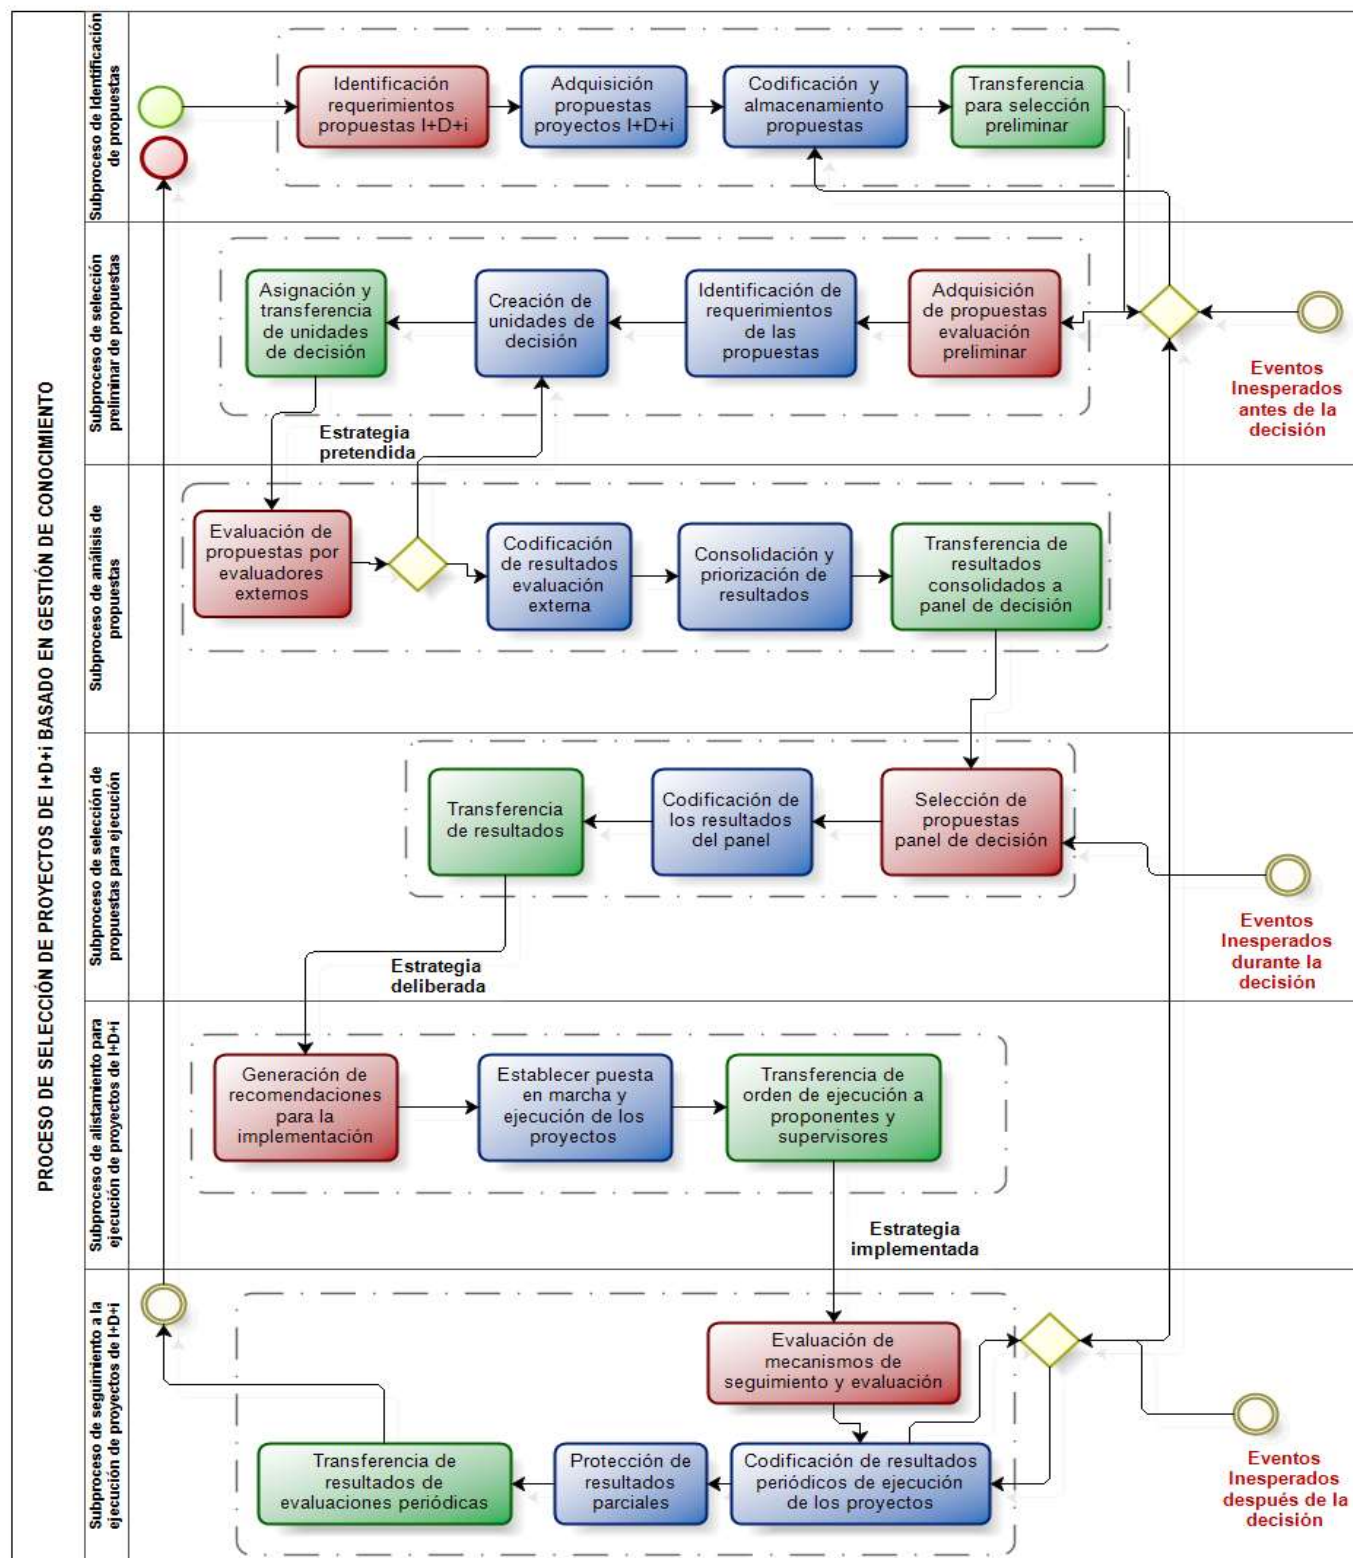 PROCESO DE SELECCIÓN DE PROYECTOS DE I+D+i BASADO EN GESTIÓN DE CONOCIMIENTO
Subproceso de Identificación
de propuestas
Identificación
requerimientos
propuestas I+D+i
Adquisición
propuestas
proyectos I+D+i
Codificación y
almacenamiento
propuestas
Transferencia
para selección
preliminar
Subproceso de selección
preliminar de propuestas
Asignación y
transferencia
de unidades
de decisión
Creación de
unidades de
decisión
Identificación de
requerimientos
de las
propuestas
Adquisición
de propuestas
evaluación
preliminar
Eventos
Inesperados
antes de la
decisión
Estrategia
pretendida
Subproceso de análisis de
propuestas
Evaluación de
propuestas por
evaluadores
externos
Codificación
de resultados
evaluación
externa
Consolidación y
priorización de
resultados
Transferencia de
resultados
consolidados a
panel de decisión
Subproceso de selección de
propuestas para ejecución
Transferencia
de resultados
Codificación de
los resultados
del panel
Selección de
propuestas
panel de decisión
Eventos
Inesperados
durante la
decisión
Estrategia
deliberada
Subproceso de alistamiento para
ejecución de proyectos de I+D+i
Generación de
recomendaciones
para la
implementación
Establecer puesta
en marcha y
ejecución de los
proyectos
Transferencia de
orden de ejecución a
proponentes y
supervisores
Estrategia
implementada
Subproceso de seguimiento a la
ejecución de proyectos de I+D+i
Evaluación de
mecanismos de
seguimiento y evaluación
Transferencia de
resultados de
evaluaciones periódicas
Protección de
resultados
parciales
Codificación de resultados
periódicos de ejecución
de los proyectos
Eventos
Inesperados
después de la
decisión